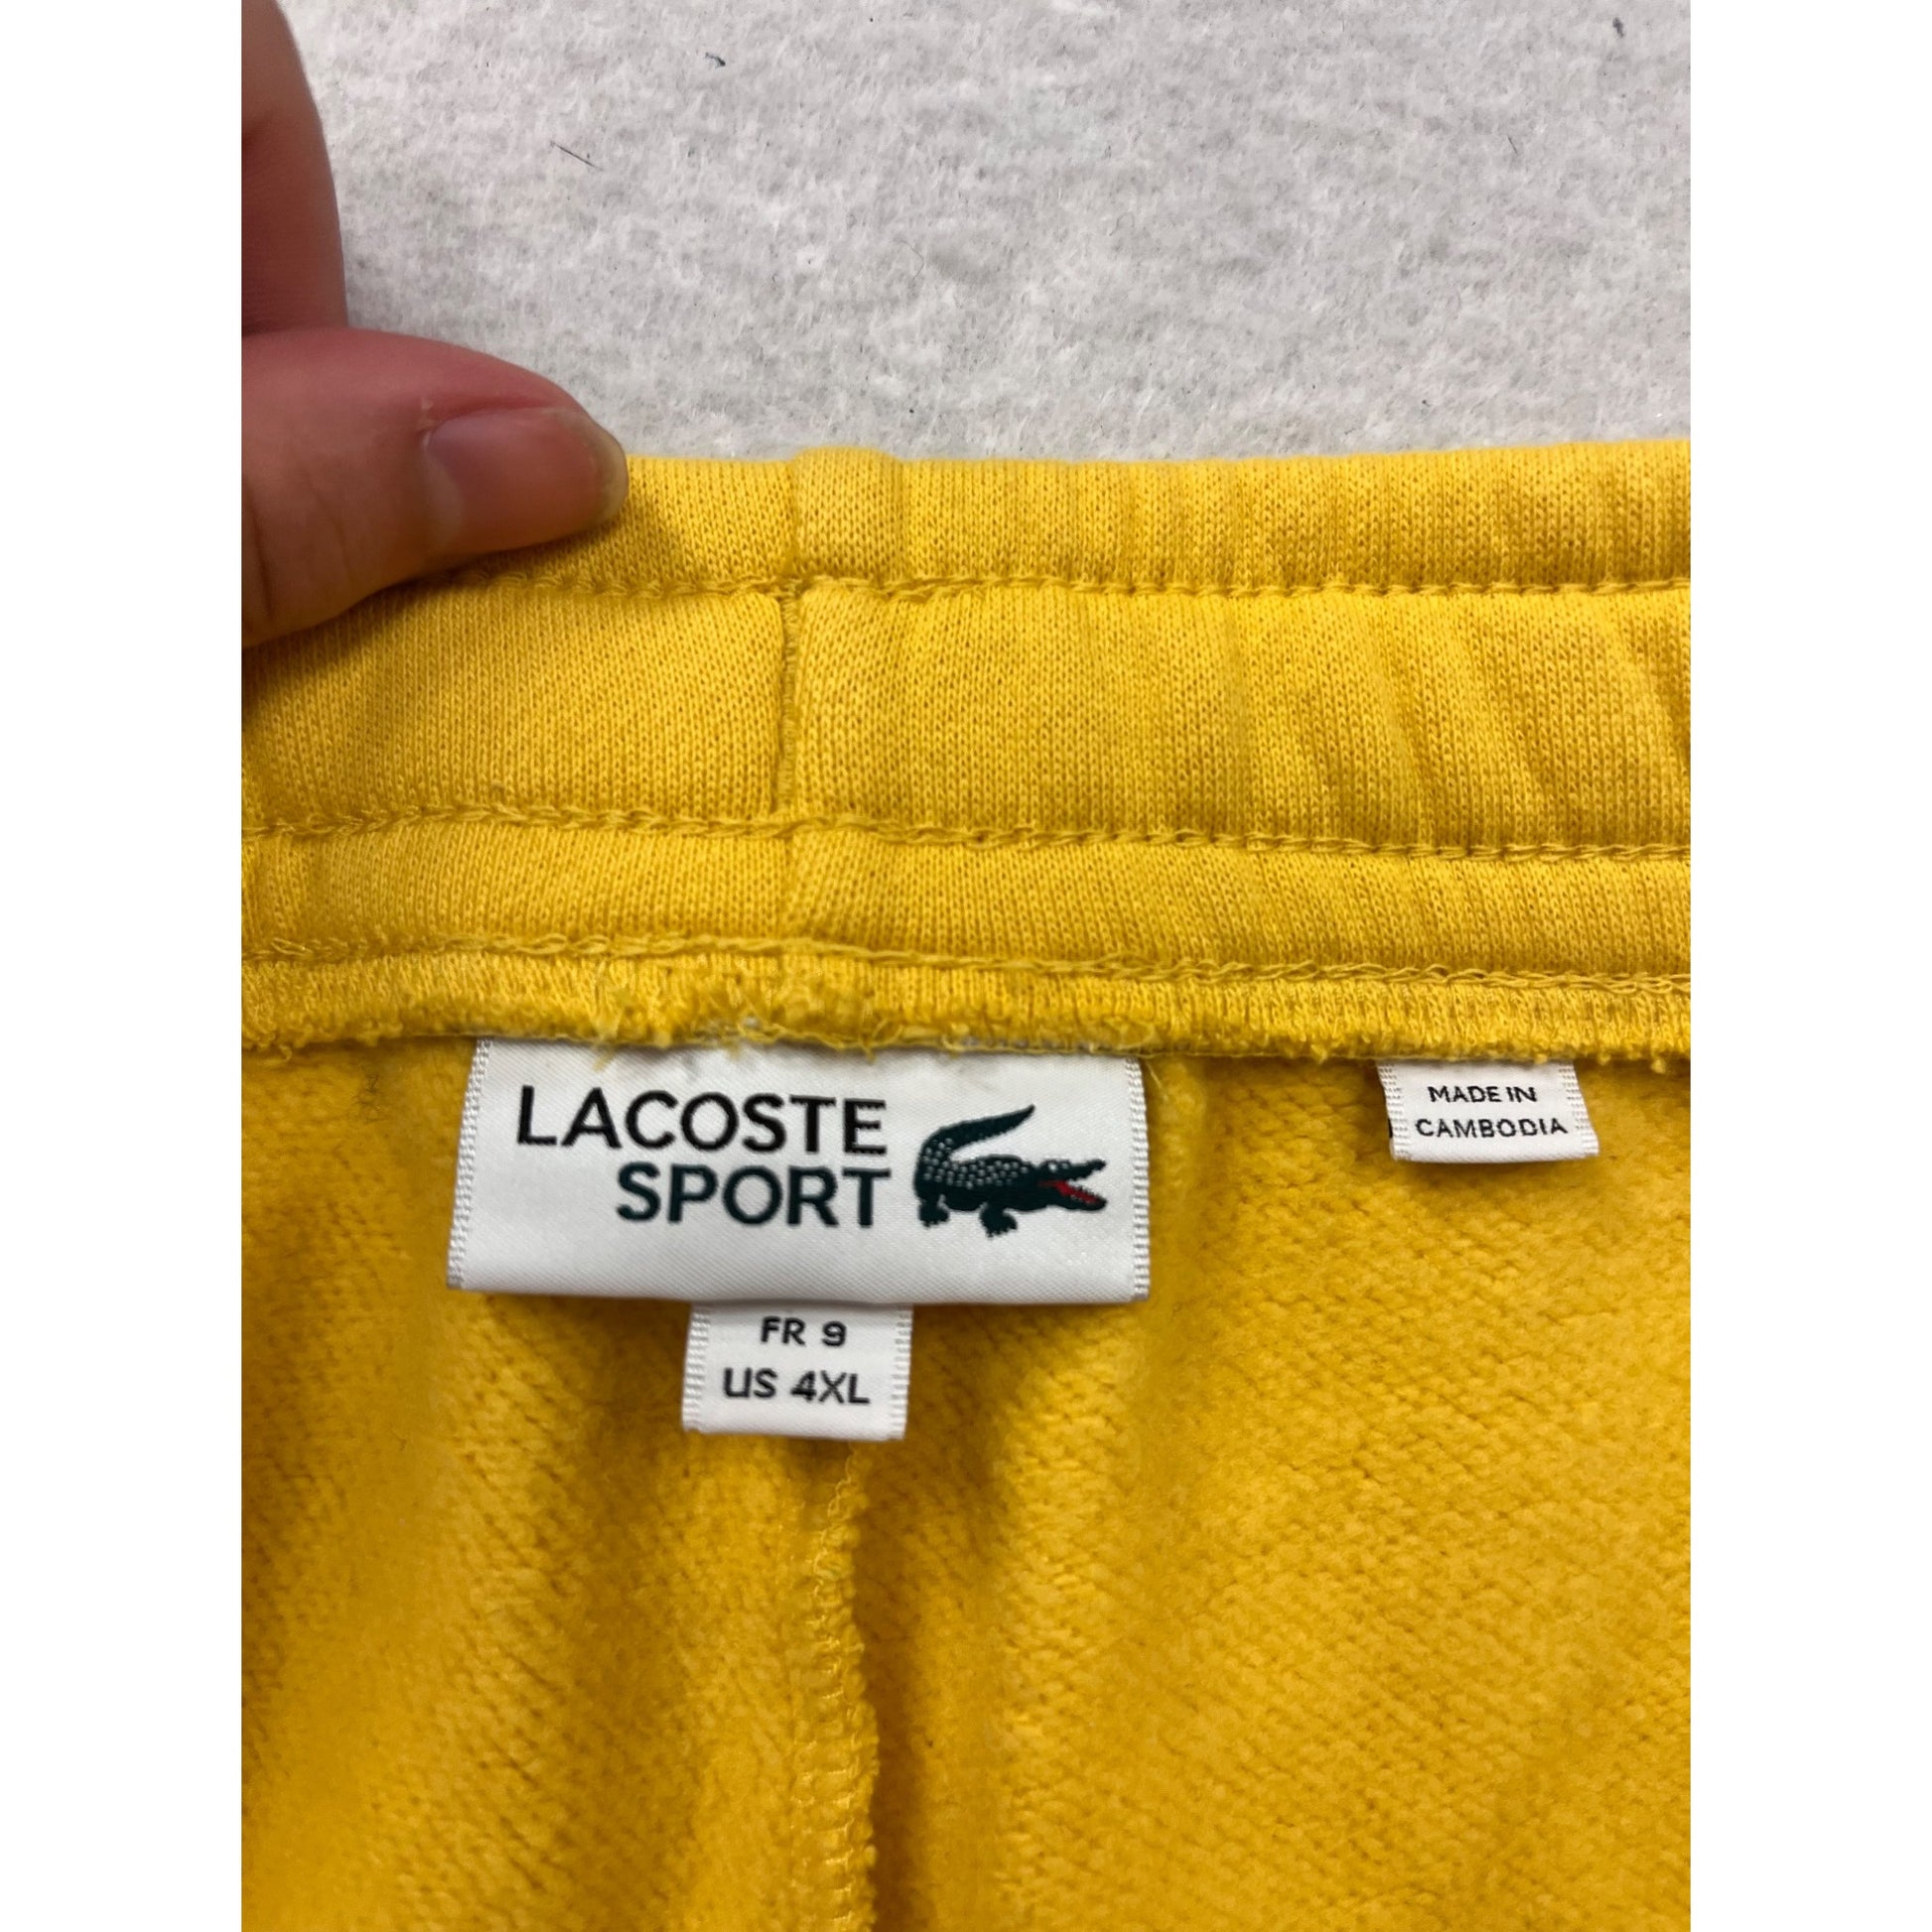 LACOSTE
SPORT
MADE IN
CAMBODIA
FR 9
US 4XL